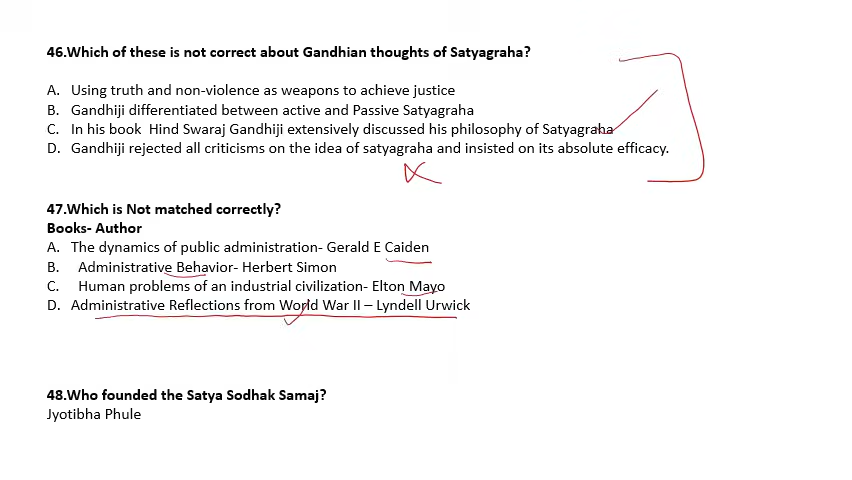 46.Which of these is not correct about Gandhian thoughts of Satyagraha?
A. Using truth and non-violence as weapons to achieve justice
B. Gandhiji differentiated between active and Passive Satyagraha
C. In his book Hind Swaraj Gandhiji extensively discussed his philosophy of Satyagraha
D. Gandhiji rejected all criticisms on the idea of satyagraha and insisted on its absolute efficacy.
47.Which is Not matched correctly?
Books- Author
A. The dynamics of public administration- Gerald E Caiden
B. Administrative Behavior- Herbert Simon
C. Human problems of an industrial civilization- Elton Mayo
D. Administrative Reflections from World War II – Lyndell Urwick
48.Who founded the Satya Sodhak Samaj?
Jyotibha Phule